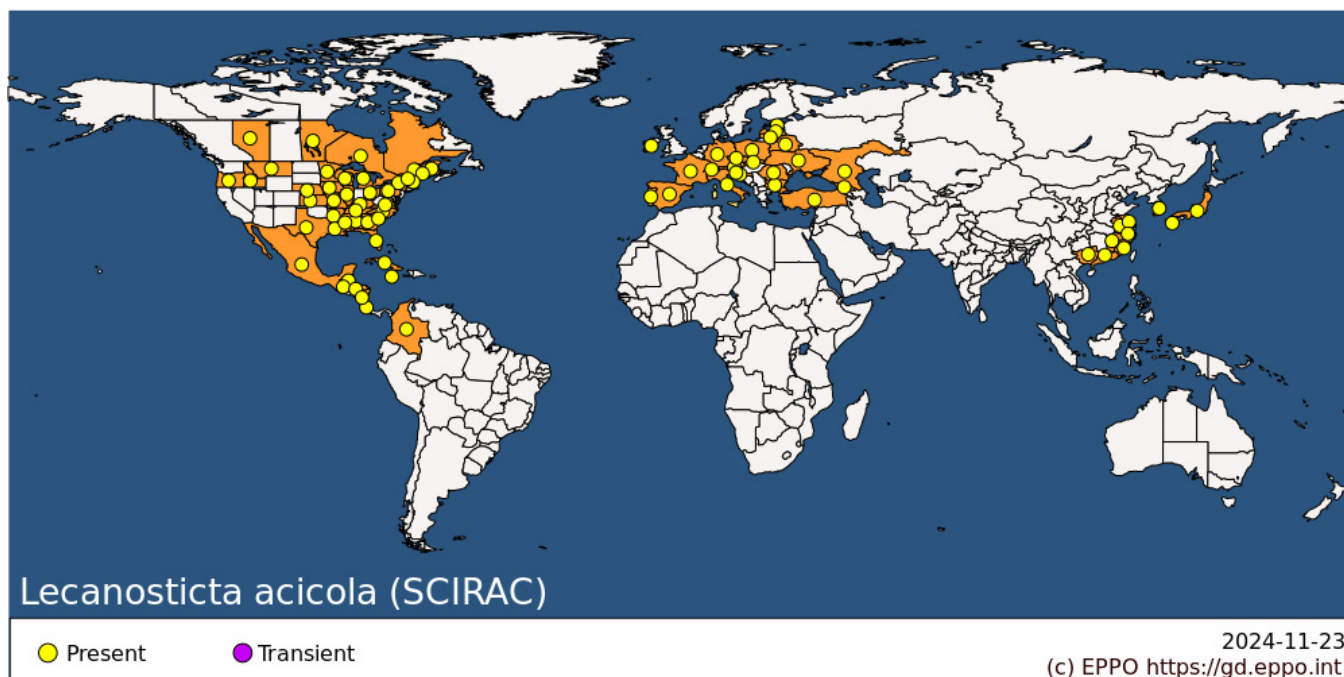 Lecanosticta acicola (SCIRAC)
Present
Transient
2024-11-23
(c) EPPO https://gd.eppo.int